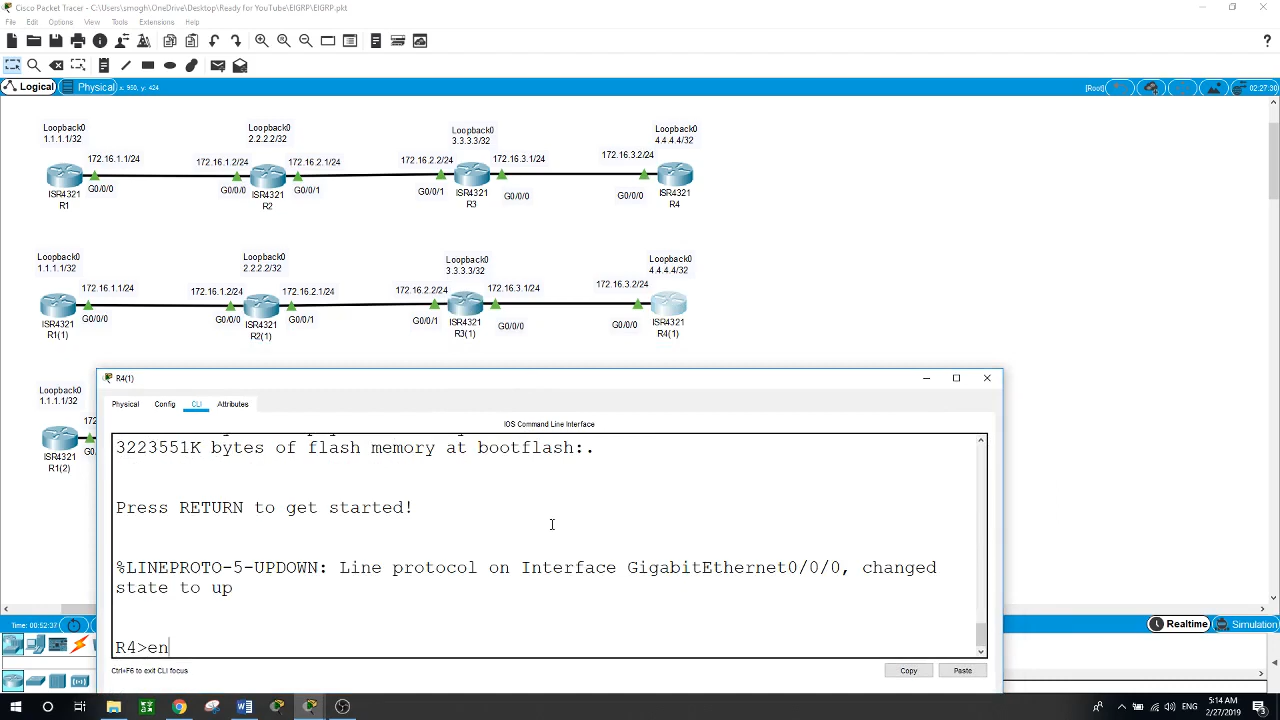 Cisco Packet Tracer - C:\Users\smogh\OneDrive\Desktop\Ready for YouTube\EIGRP\EIGRP.pkt
File Edit Options View Tools Extensions Help
Logical Physical x: 950, y: 424 [Root] 02:27:30
Loopback0 Loopback0 Loopback0 Loopback0
1.1.1.1/32 2.2.2.2/32 3.3.3.3/32 4.4.4.4/32
172.16.1.1/24 172.16.1.2/24 172.16.2.1/24 172.16.2.2/24 172.16.3.1/24 172.16.3.2/24
G0/0/0 G0/0/0 G0/0/1 G0/0/1 G0/0/0 G0/0/0
ISR4321 ISR4321 ISR4321 ISR4321
R1 R2 R3 R4
Loopback0 Loopback0 Loopback0 Loopback0
1.1.1.1/32 2.2.2.2/32 3.3.3.3/32 4.4.4.4/32
172.16.1.1/24 172.16.1.2/24 172.16.2.1/24 172.16.2.2/24 172.16.3.1/24 172.16.3.2/24
G0/0/0 G0/0/0 G0/0/1 G0/0/1 G0/0/0 G0/0/0
ISR4321 ISR4321 ISR4321 ISR4321
R1(1) R2(1) R3(1) R4(1)
Loopback0
1.1.1.1/32
172
G0
ISR4321
R1(2)
R4(1)
Physical Config CLI Attributes
IOS Command Line Interface
3223551K bytes of flash memory at bootflash:.
Press RETURN to get started!
%LINEPROTO-5-UPDOWN: Line protocol on Interface GigabitEthernet0/0/0, changed
state to up
R4>en
Ctrl+F6 to exit CLI focus Copy Paste
Time: 00:52:37 Realtime Simulation
ENG 5:14 AM
2/27/2019